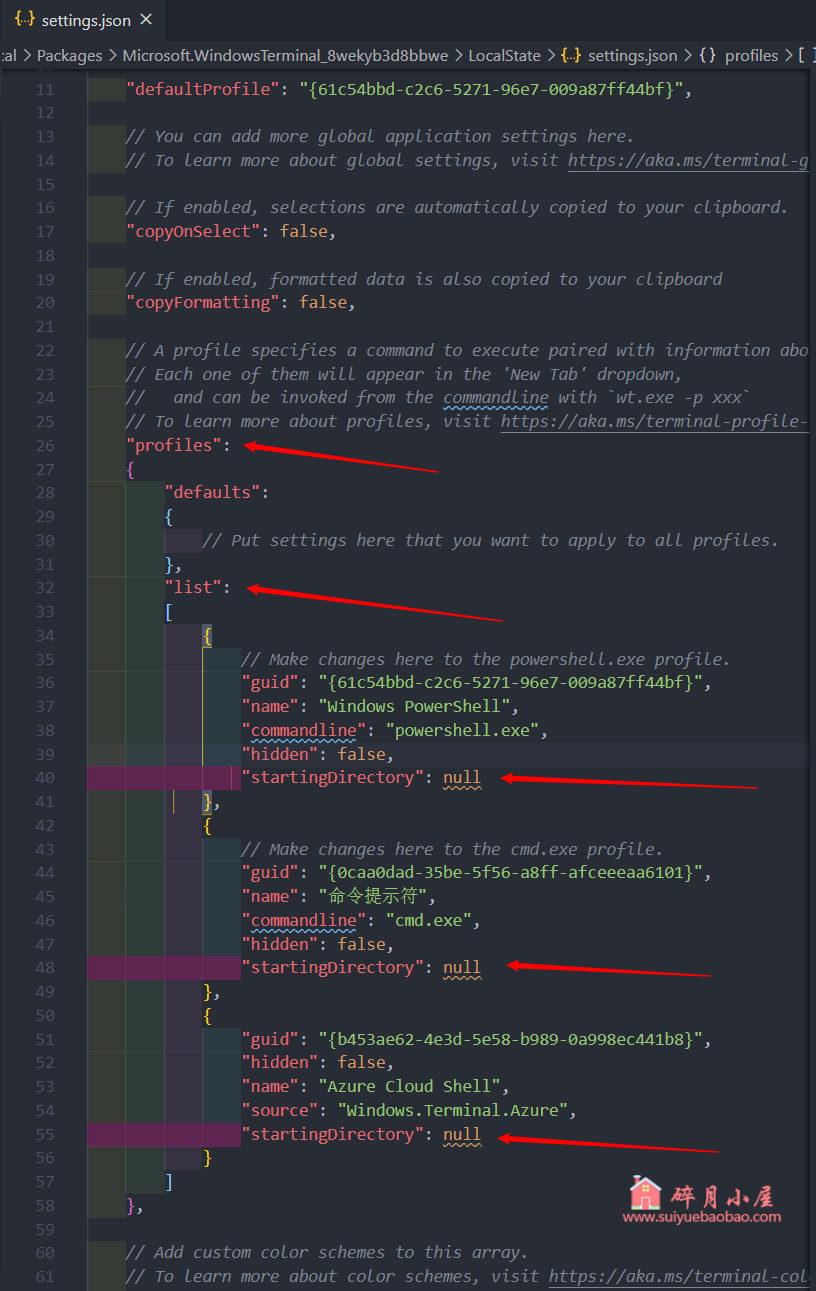 settings.json
cal > Packages > Microsoft.WindowsTerminal_8wekyb3d8bbwe > LocalState > {..} settings.json > {} profiles > [ ]
11 "defaultProfile": "{61c54bbd-c2c6-5271-96e7-009a87ff44bf}",
12
13 // You can add more global application settings here.
14 // To learn more about global settings, visit https://aka.ms/terminal-g
15
16 // If enabled, selections are automatically copied to your clipboard.
17 "copyOnSelect": false,
18
19 // If enabled, formatted data is also copied to your clipboard
20 "copyFormatting": false,
21
22 // A profile specifies a command to execute paired with information abo
23 // Each one of them will appear in the 'New Tab' dropdown,
24 //   and can be invoked from the commandline with `wt.exe -p xxx`
25 // To learn more about profiles, visit https://aka.ms/terminal-profile-
26 "profiles":
27 {
28 "defaults":
29 {
30 // Put settings here that you want to apply to all profiles.
31 },
32 "list":
33 [
34 {
35 // Make changes here to the powershell.exe profile.
36 "guid": "{61c54bbd-c2c6-5271-96e7-009a87ff44bf}",
37 "name": "Windows PowerShell",
38 "commandline": "powershell.exe",
39 "hidden": false,
40 "startingDirectory": null
41 },
42 {
43 // Make changes here to the cmd.exe profile.
44 "guid": "{0caa0dad-35be-5f56-a8ff-afceeeaa6101}",
45 "name": "命令提示符",
46 "commandline": "cmd.exe",
47 "hidden": false,
48 "startingDirectory": null
49 },
50 {
51 "guid": "{b453ae62-4e3d-5e58-b989-0a998ec441b8}",
52 "hidden": false,
53 "name": "Azure Cloud Shell",
54 "source": "Windows.Terminal.Azure",
55 "startingDirectory": null
56 }
57 ]
58 },
59
60 // Add custom color schemes to this array.
61 // To learn more about color schemes, visit https://aka.ms/terminal-col
碎月小屋
www.suiyuebaobao.com